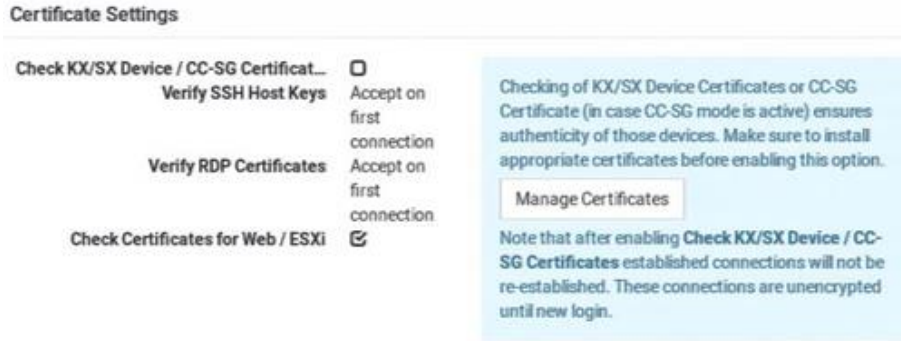 Certificate Settings
Check KX/SX Device / CC-SG Certificat...
Verify SSH Host Keys Accept on
first
connection
Verify RDP Certificates Accept on
first
connection
Check Certificates for Web / ESXi
Checking of KX/SX Device Certificates or CC-SG
Certificate (in case CC-SG mode is active) ensures
authenticity of those devices. Make sure to install
appropriate certificates before enabling this option.
Manage Certificates
Note that after enabling Check KX/SX Device / CC-
SG Certificates established connections will not be
re-established. These connections are unencrypted
until new login.